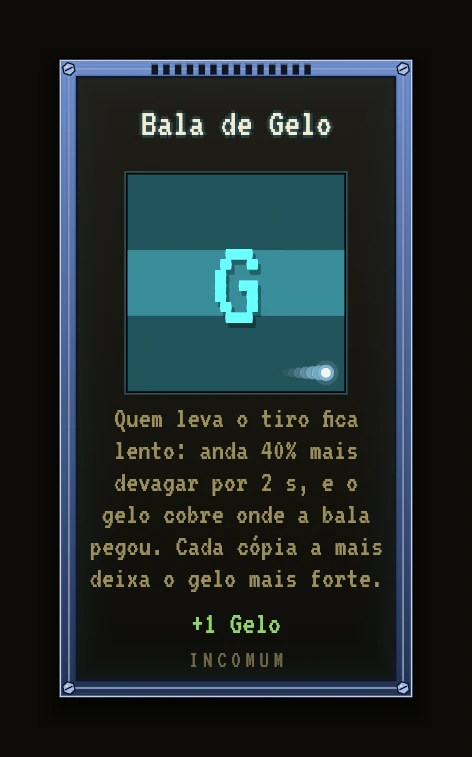 Bala de Gelo
G
Quem leva o tiro fica
lento: anda 40% mais
devagar por 2 s, e o
gelo cobre onde a bala
pegou. Cada cópia a mais
deixa o gelo mais forte.
+1 Gelo
INCOMUM